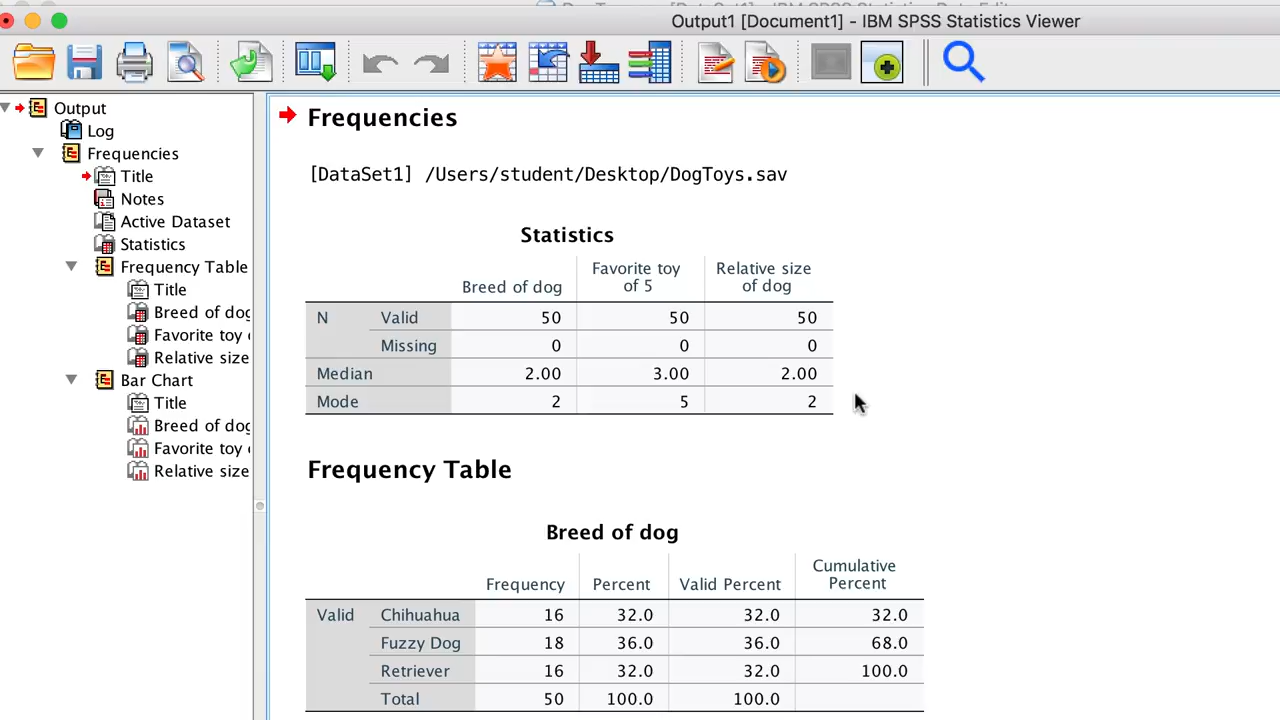 Output1 [Document1] - IBM SPSS Statistics Viewer
Output
Log
Frequencies
Title
Notes
Active Dataset
Statistics
Frequency Table
Title
Breed of dog
Favorite toy
Relative size
Bar Chart
Title
Breed of dog
Favorite toy
Relative size
Frequencies
[DataSet1] /Users/student/Desktop/DogToys.sav
Statistics
Breed of dog Favorite toy of 5 Relative size of dog
N Valid 50 50 50
Missing 0 0 0
Median 2.00 3.00 2.00
Mode 2 5 2
Frequency Table
Breed of dog
Frequency Percent Valid Percent Cumulative Percent
Valid Chihuahua 16 32.0 32.0 32.0
Fuzzy Dog 18 36.0 36.0 68.0
Retriever 16 32.0 32.0 100.0
Total 50 100.0 100.0